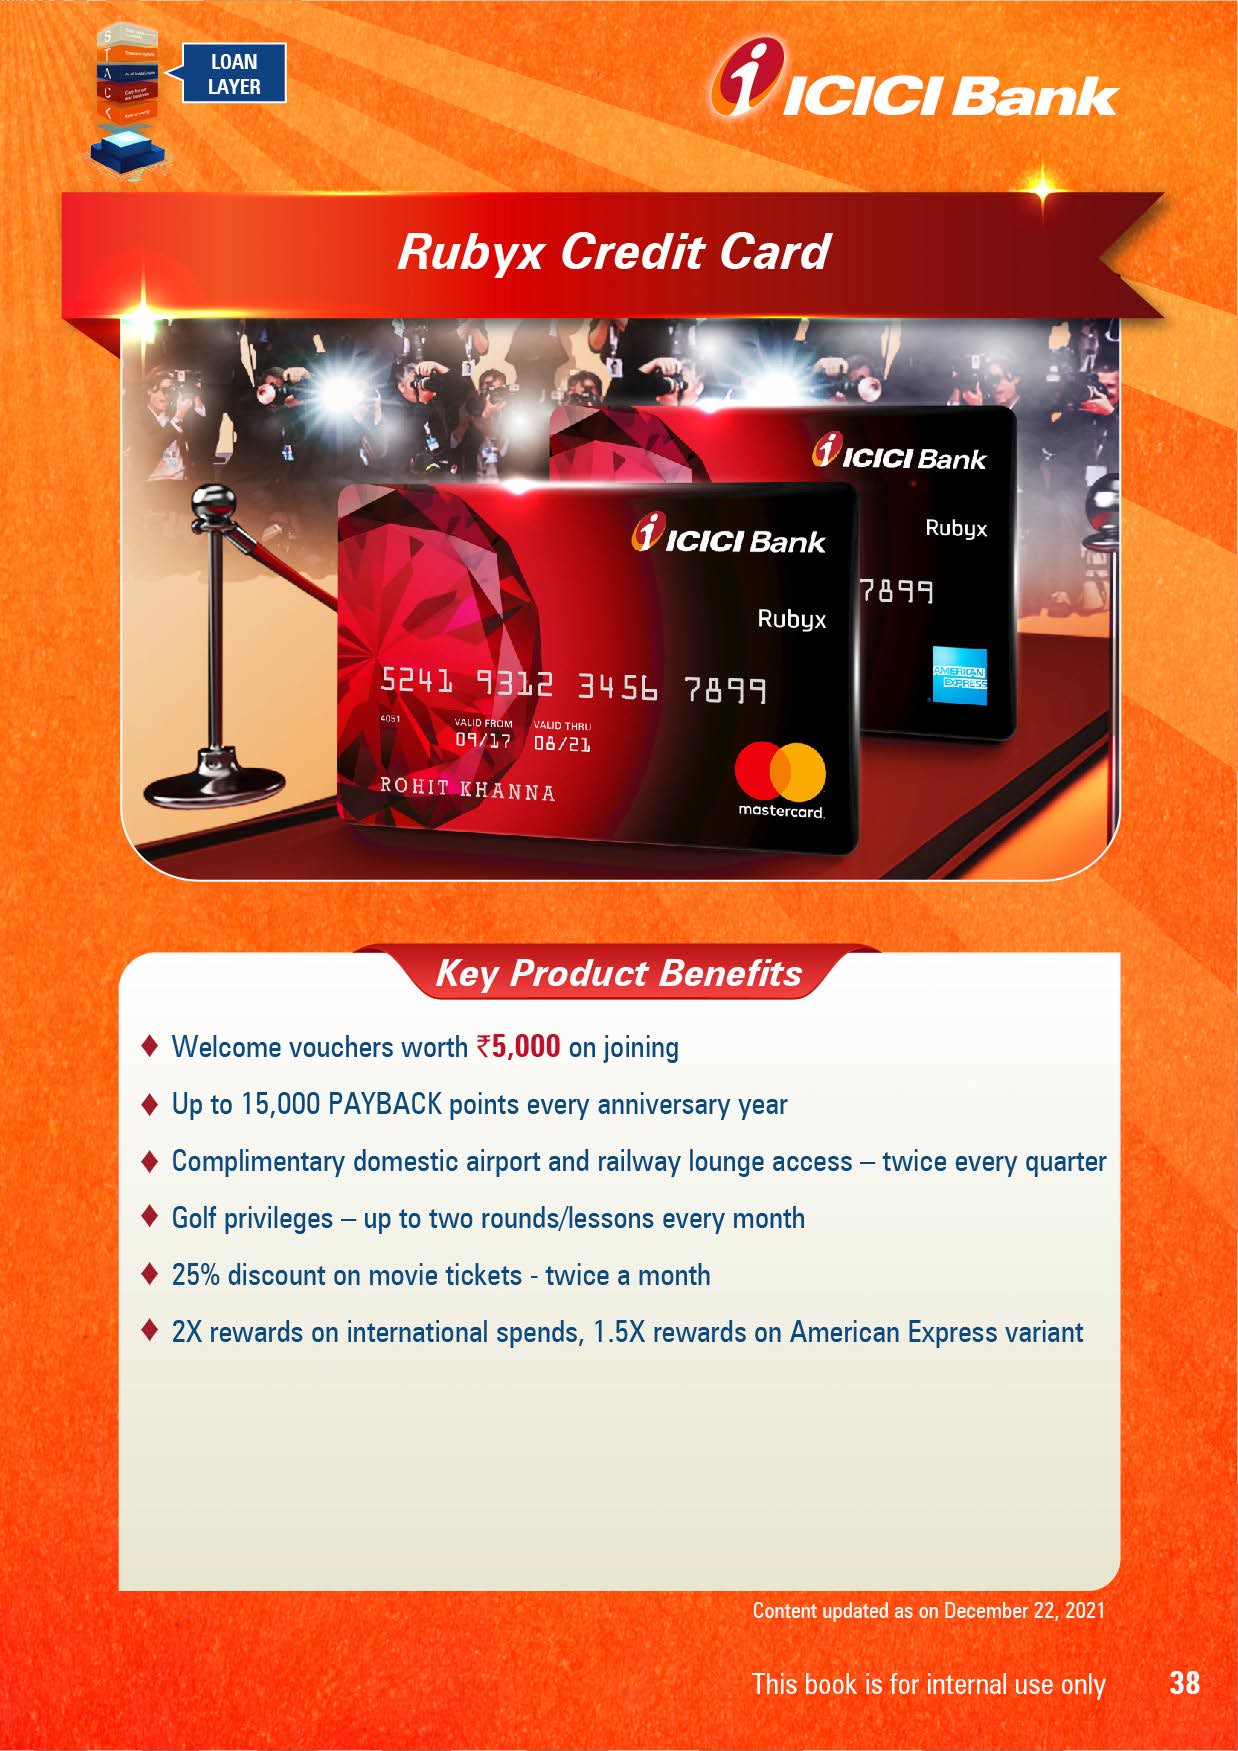 S
T
A
C
K
LOAN
LAYER
ICICI Bank
Rubyx Credit Card
ICICI Bank
Rubyx
7899
AMERICAN
EXPRESS
ICICI Bank
Rubyx
5241 9312 3456 7899
4051
VALID FROM VALID THRU
09/17 08/21
ROHIT KHANNA
mastercard.
Key Product Benefits
♦ Welcome vouchers worth ₹5,000 on joining
♦ Up to 15,000 PAYBACK points every anniversary year
♦ Complimentary domestic airport and railway lounge access – twice every quarter
♦ Golf privileges – up to two rounds/lessons every month
♦ 25% discount on movie tickets - twice a month
♦ 2X rewards on international spends, 1.5X rewards on American Express variant
Content updated as on December 22, 2021
This book is for internal use only 38